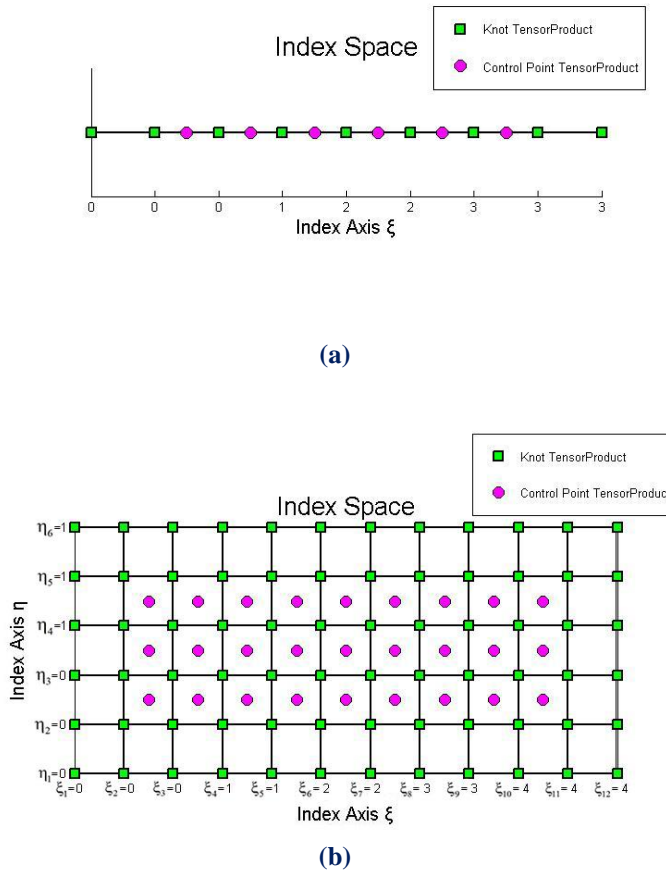 Knot TensorProduct
Control Point TensorProduct
Index Space
0 0 0 1 2 2 3 3 3
Index Axis ξ
(a)
Knot TensorProduct
Control Point TensorProduct
Index Space
η6=1
η5=1
η4=1
η3=0
η2=0
η1=0
Index Axis η
ξ1=0 ξ2=0 ξ3=0 ξ4=1 ξ5=1 ξ6=2 ξ7=2 ξ8=3 ξ9=3 ξ10=4 ξ11=4 ξ12=4
Index Axis ξ
(b)